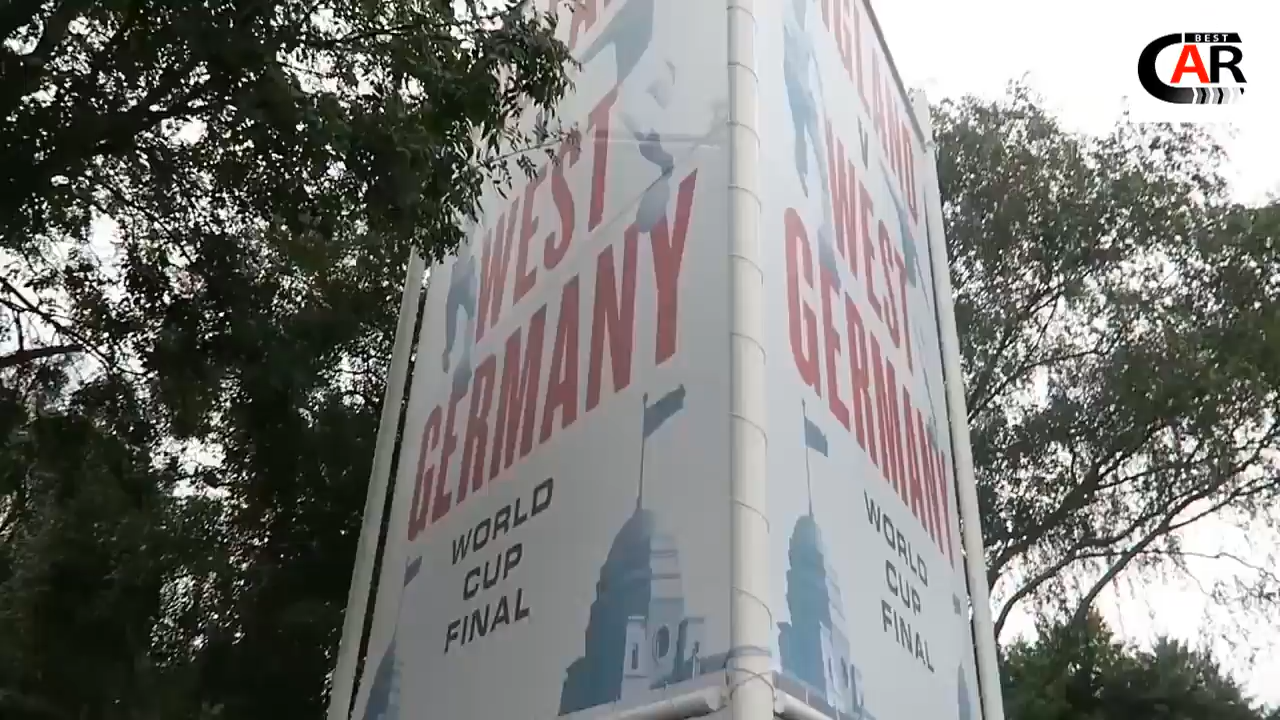 WEST
GERMANY
WORLD
CUP
FINAL
ENGLAND
V
WEST
GERMANY
WORLD
CUP
FINAL
BEST
CAR